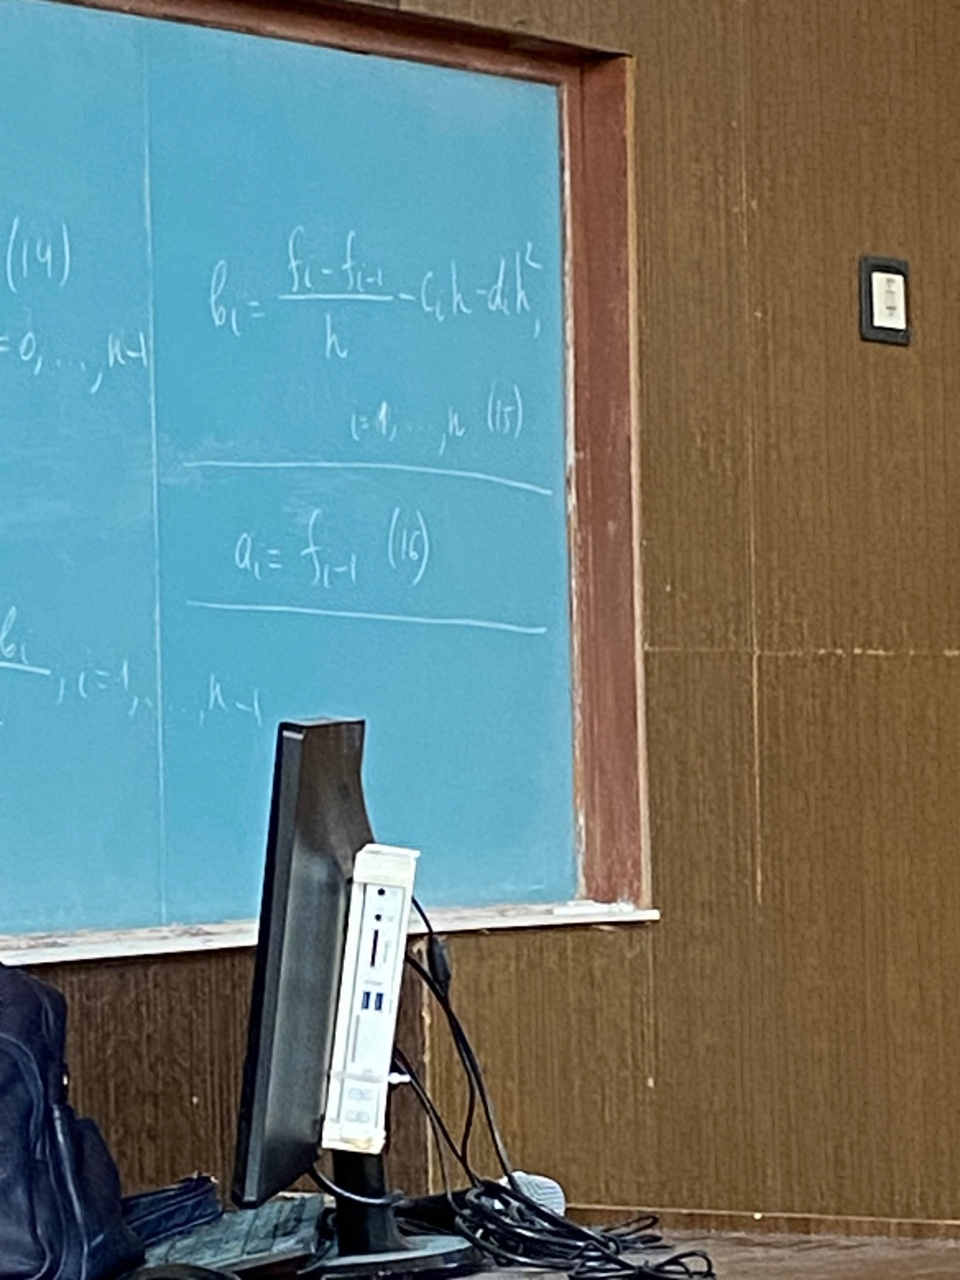 (14)
= 0, ..., n-1
b_i = (f_i - f_{i-1})/h - c_i h - d_i h^2,
i = 1, ..., n (15)
a_i = f_{i-1} (16)
b_i
, i = 1, ..., n-1